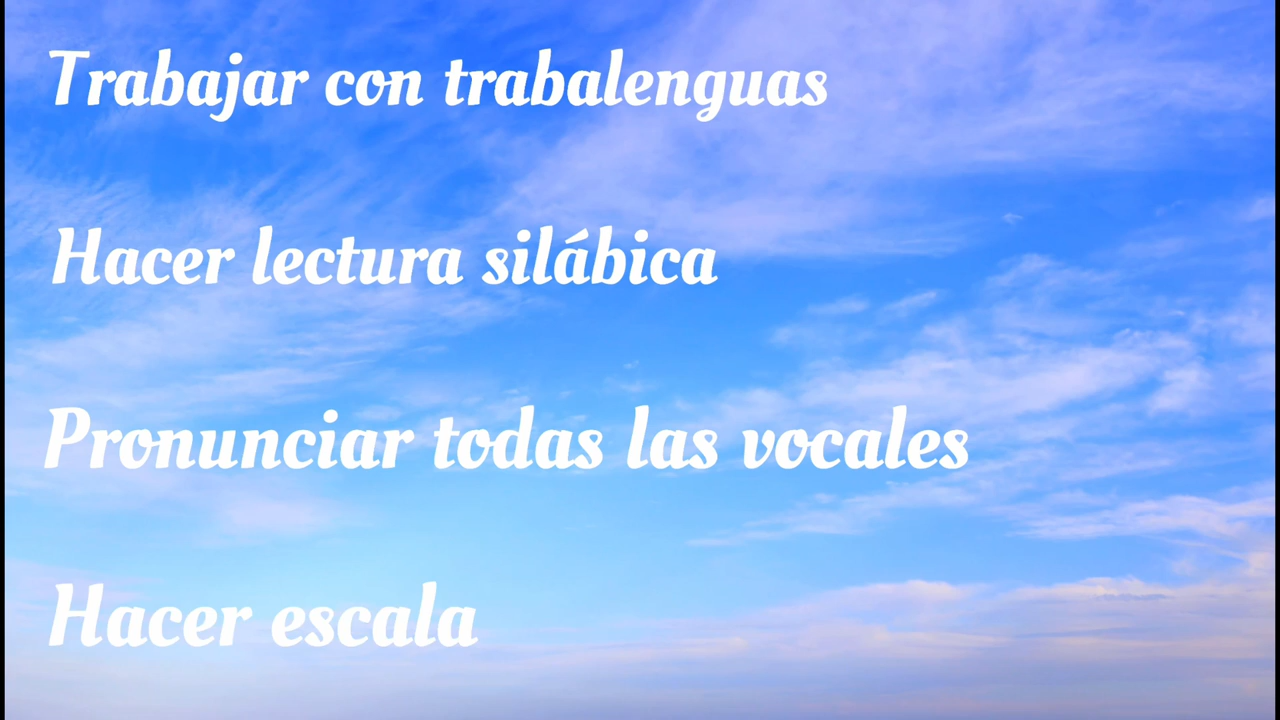 Trabajar con trabalenguas
Hacer lectura silábica
Pronunciar todas las vocales
Hacer escala